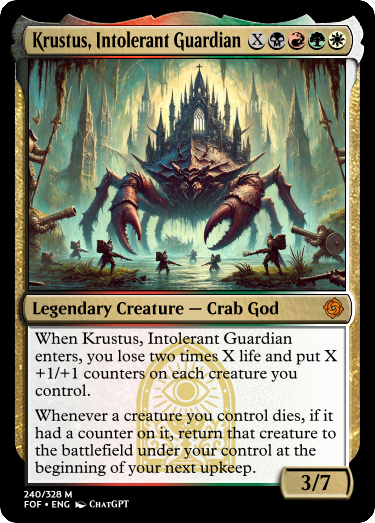 Krustus, Intolerant Guardian X
Legendary Creature — Crab God
When Krustus, Intolerant Guardian
enters, you lose two times X life and put X
+1/+1 counters on each creature you
control.
Whenever a creature you control dies, if it
had a counter on it, return that creature to
the battlefield under your control at the
beginning of your next upkeep.
3/7
240/328 M
FOF • ENG ChatGPT